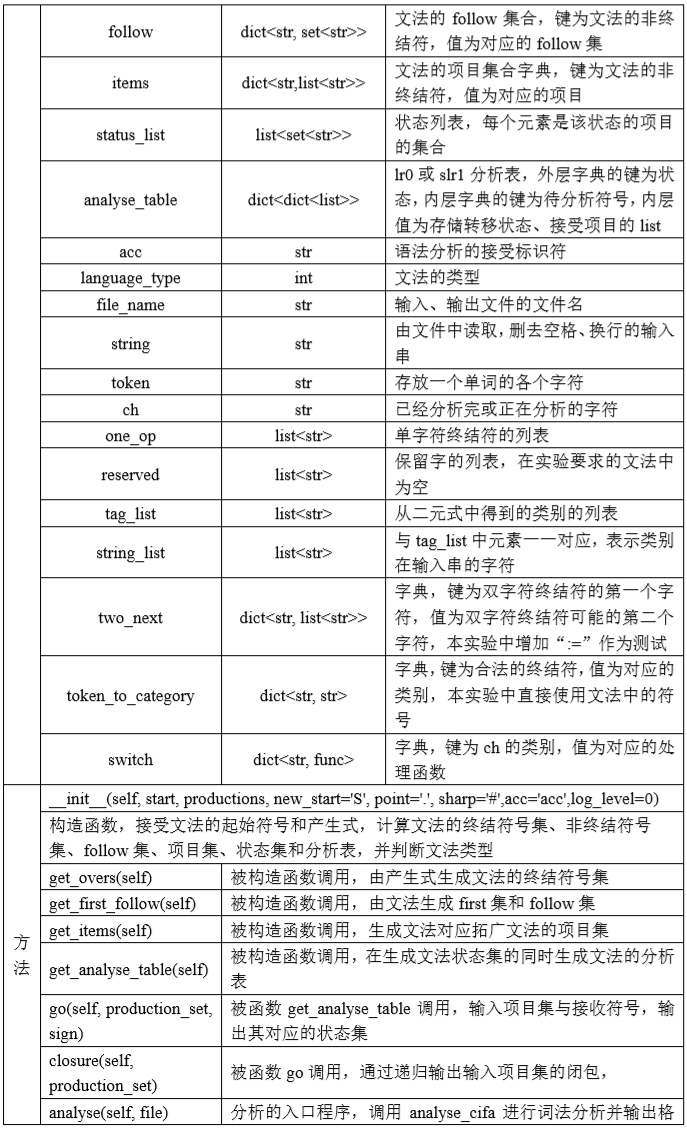 follow dict<str, set<str>> 文法的 follow 集合，键为文法的非终
结符，值为对应的 follow 集
items dict<str,list<str>> 文法的项目集合字典，键为文法的非
终结符，值为对应的项目
status_list list<set<str>> 状态列表，每个元素是该状态的项目
的集合
analyse_table dict<dict<list>> lr0 或 slr1 分析表，外层字典的键为状
态，内层字典的键为待分析符号，内层
值为存储转移状态、接受项目的 list
acc str 语法分析的接受标识符
language_type int 文法的类型
file_name str 输入、输出文件的文件名
string str 由文件中读取，删去空格、换行的输入
串
token str 存放一个单词的各个字符
ch str 已经分析完或正在分析的字符
one_op list<str> 单字符终结符的列表
reserved list<str> 保留字的列表，在实验要求的文法中
为空
tag_list list<str> 从二元式中得到的类别的列表
string_list list<str> 与 tag_list 中元素一一对应，表示类别
在输入串的字符
two_next dict<str, list<str>> 字典，键为双字符终结符的第一个字
符，值为双字符终结符可能的第二个
字符，本实验中增加“:=”作为测试
token_to_category dict<str, str> 字典，键为合法的终结符，值为对应的
类别，本实验中直接使用文法中的符
号
switch dict<str, func> 字典，键为 ch 的类别，值为对应的处
理函数
方
法
__init__(self, start, productions, new_start='S', point='.', sharp='#',acc='acc',log_level=0)
构造函数，接受文法的起始符号和产生式，计算文法的终结符号集、非终结符号
集、follow 集、项目集、状态集和分析表，并判断文法类型
get_overs(self) 被构造函数调用，由产生式生成文法的终结符号集
get_first_follow(self) 被构造函数调用，由文法生成 first 集和 follow 集
get_items(self) 被构造函数调用，生成文法对应拓广文法的项目集
get_analyse_table(self) 被构造函数调用，在生成文法状态集的同时生成文法的分析
表
go(self, production_set,
sign) 被函数 get_analyse_table 调用，输入项目集与接收符号，输
出其对应的状态集
closure(self,
production_set) 被函数 go 调用，通过递归输出输入项目集的闭包，
analyse(self, file) 分析的入口程序，调用 analyse_cifa 进行词法分析并输出格